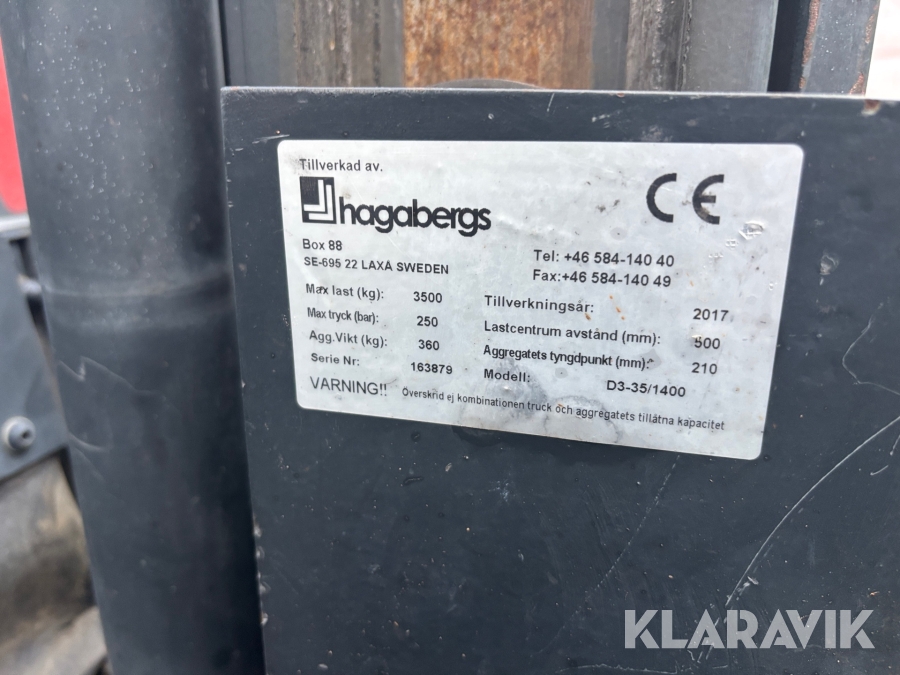 Tillverkad av.
hagabergs
CE
Box 88
SE-695 22 LAXÅ SWEDEN
Tel: +46 584-140 40
Fax:+46 584-140 49
Max last (kg): 3500
Max tryck (bar): 250
Agg.Vikt (kg): 360
Serie Nr: 163879
Tillverkningsår: 2017
Lastcentrum avstånd (mm): 500
Aggregatets tyngdpunkt (mm): 210
Modell: D3-35/1400
VARNING!! Överskrid ej kombinationen truck och aggregatets tillåtna kapacitet
KLARAVIK